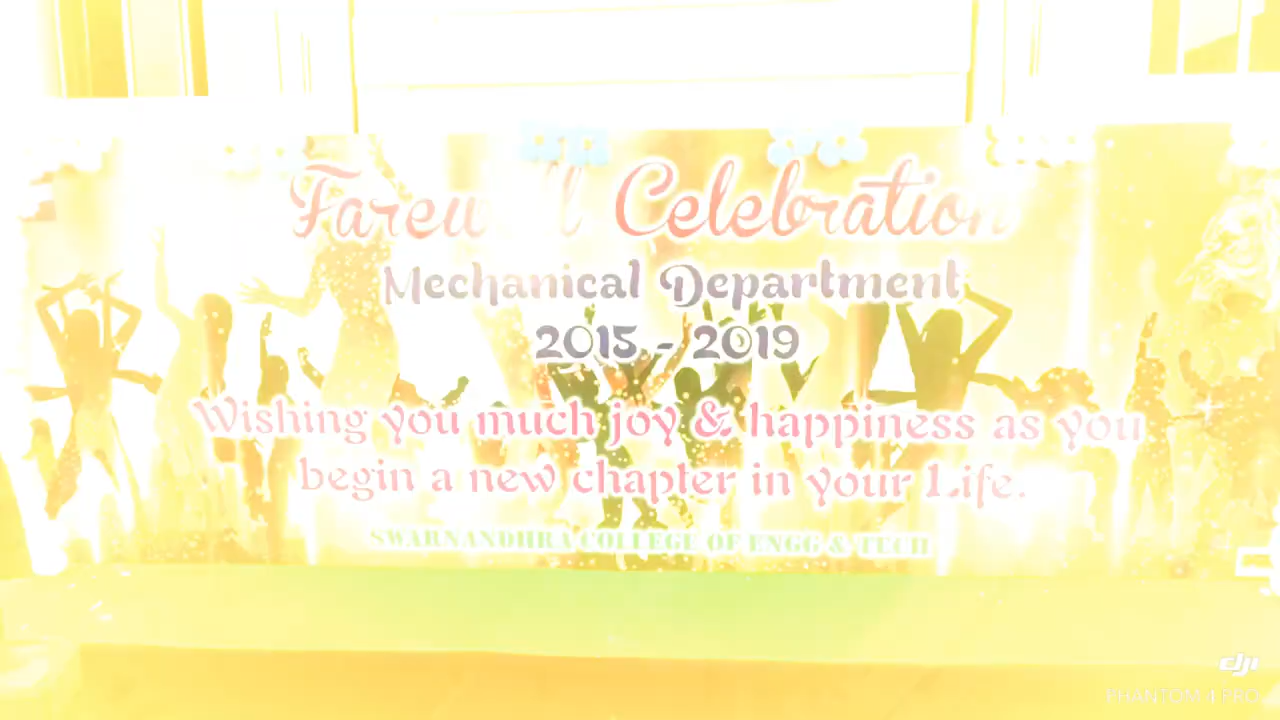 Farewell Celebration
Mechanical Department
2015 - 2019
Wishing you much joy & happiness as you
begin a new chapter in your Life.
SWARNANDHRA COLLEGE OF ENGG & TECH
dji
PHANTOM 4 PRO